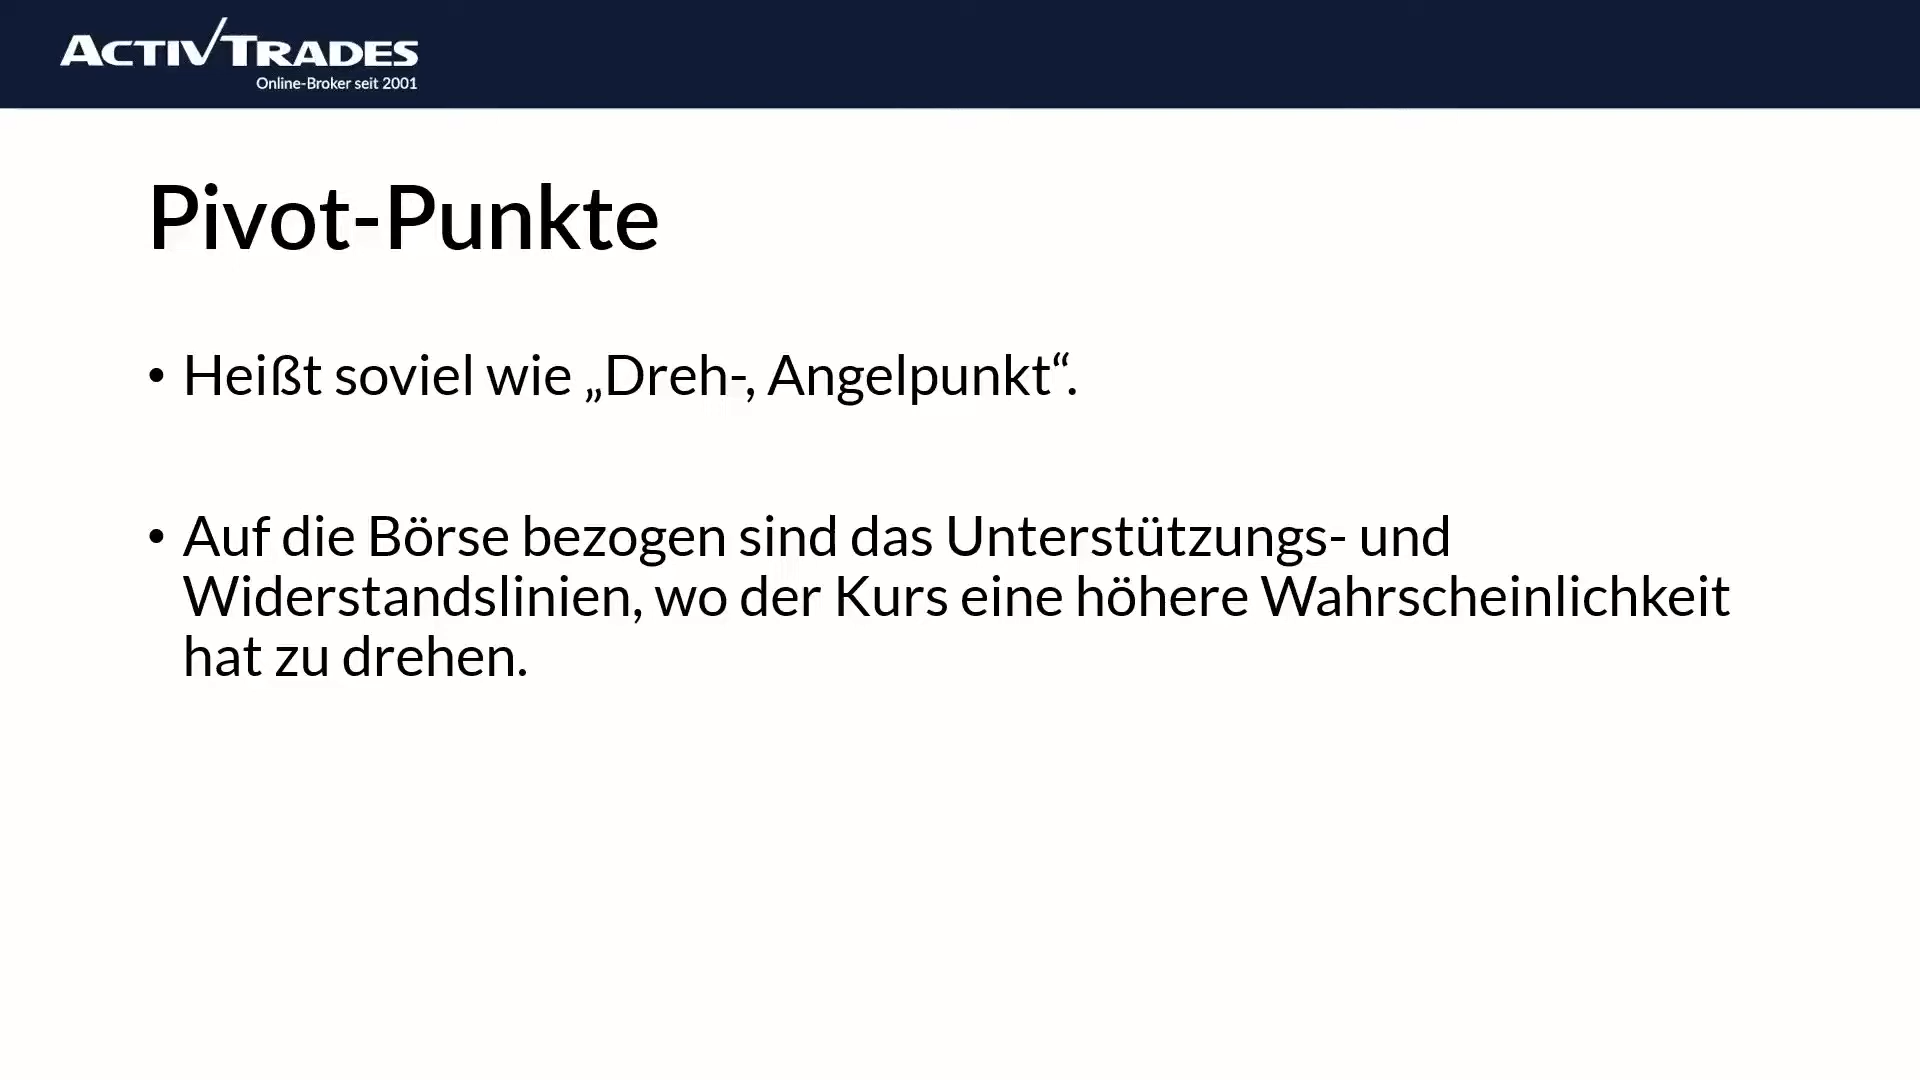 ACTIVTRADES
Online-Broker seit 2001
Pivot-Punkte
• Heißt soviel wie „Dreh-, Angelpunkt“.
• Auf die Börse bezogen sind das Unterstützungs- und
Widerstandslinien, wo der Kurs eine höhere Wahrscheinlichkeit
hat zu drehen.